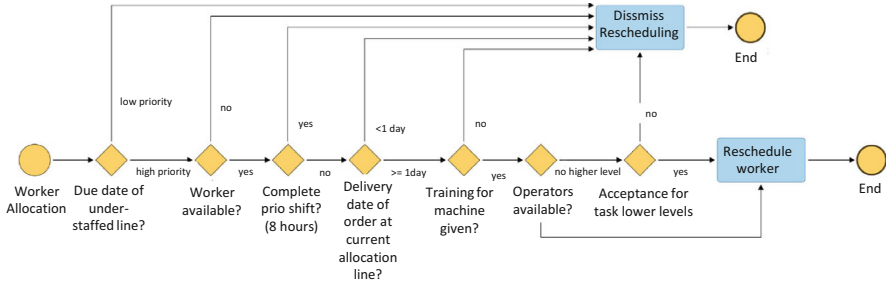 Dissmiss
Rescheduling
End
low priority
no
yes
<1 day
no
no
high priority
yes
no
>= 1day
yes
no higher level
yes
Reschedule
worker
End
Worker
Allocation
Due date of
under-
staffed line?
Worker
available?
Complete
prio shift?
(8 hours)
Delivery
date of
order at
current
allocation
line?
Training for
machine
given?
Operators
available?
Acceptance for
task lower levels